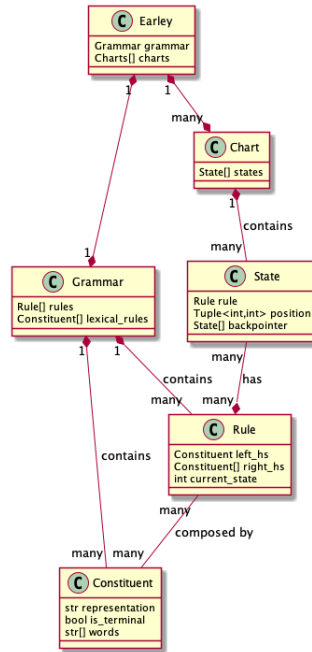 C Earley
Grammar grammar
Charts[] charts
1
1
many
C Chart
State[] states
1
contains
many
1
C Grammar
Rule[] rules
Constituent[] lexical_rules
C State
Rule rule
Tuple<int,int> position
State[] backpointer
1
1
many
contains
has
many
many
C Rule
Constituent left_hs
Constituent[] right_hs
int current_state
contains
many
composed by
many
many
C Constituent
str representation
bool is_terminal
str[] words